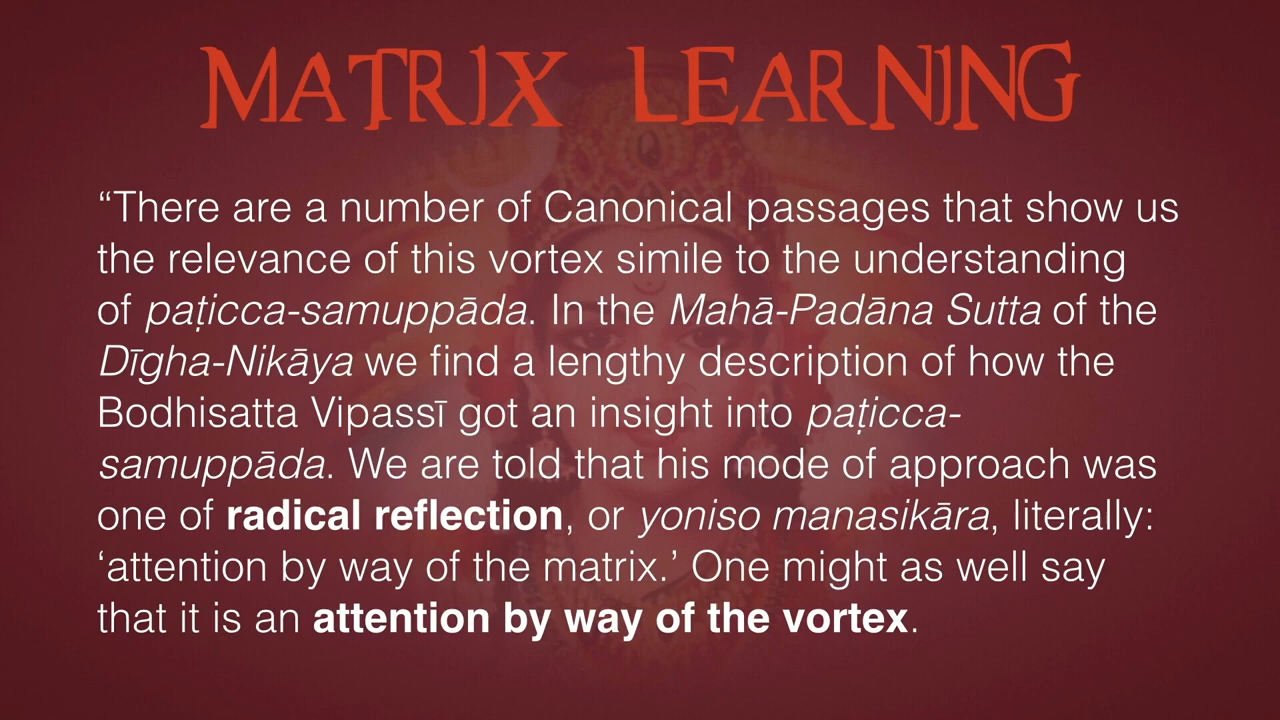 MATRIX LEARNING
“There are a number of Canonical passages that show us
the relevance of this vortex simile to the understanding
of paṭicca-samuppāda. In the Mahā-Padāna Sutta of the
Dīgha-Nikāya we find a lengthy description of how the
Bodhisatta Vipassī got an insight into paṭicca-
samuppāda. We are told that his mode of approach was
one of radical reflection, or yoniso manasikāra, literally:
‘attention by way of the matrix.’ One might as well say
that it is an attention by way of the vortex.